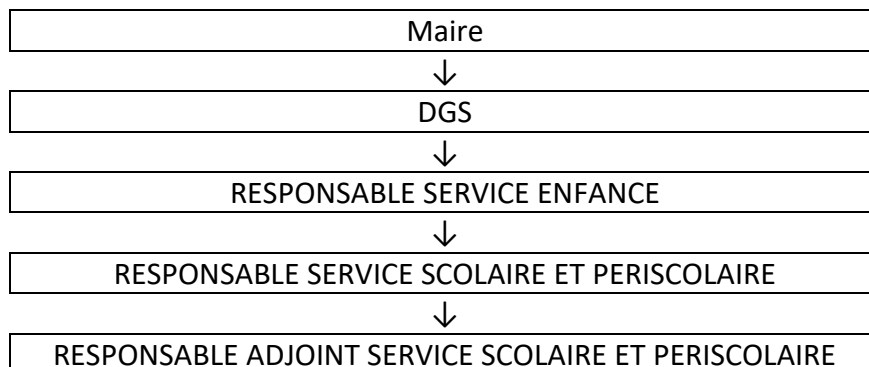 Maire
↓
DGS
↓
RESPONSABLE SERVICE ENFANCE
↓
RESPONSABLE SERVICE SCOLAIRE ET PERISCOLAIRE
↓
RESPONSABLE ADJOINT SERVICE SCOLAIRE ET PERISCOLAIRE